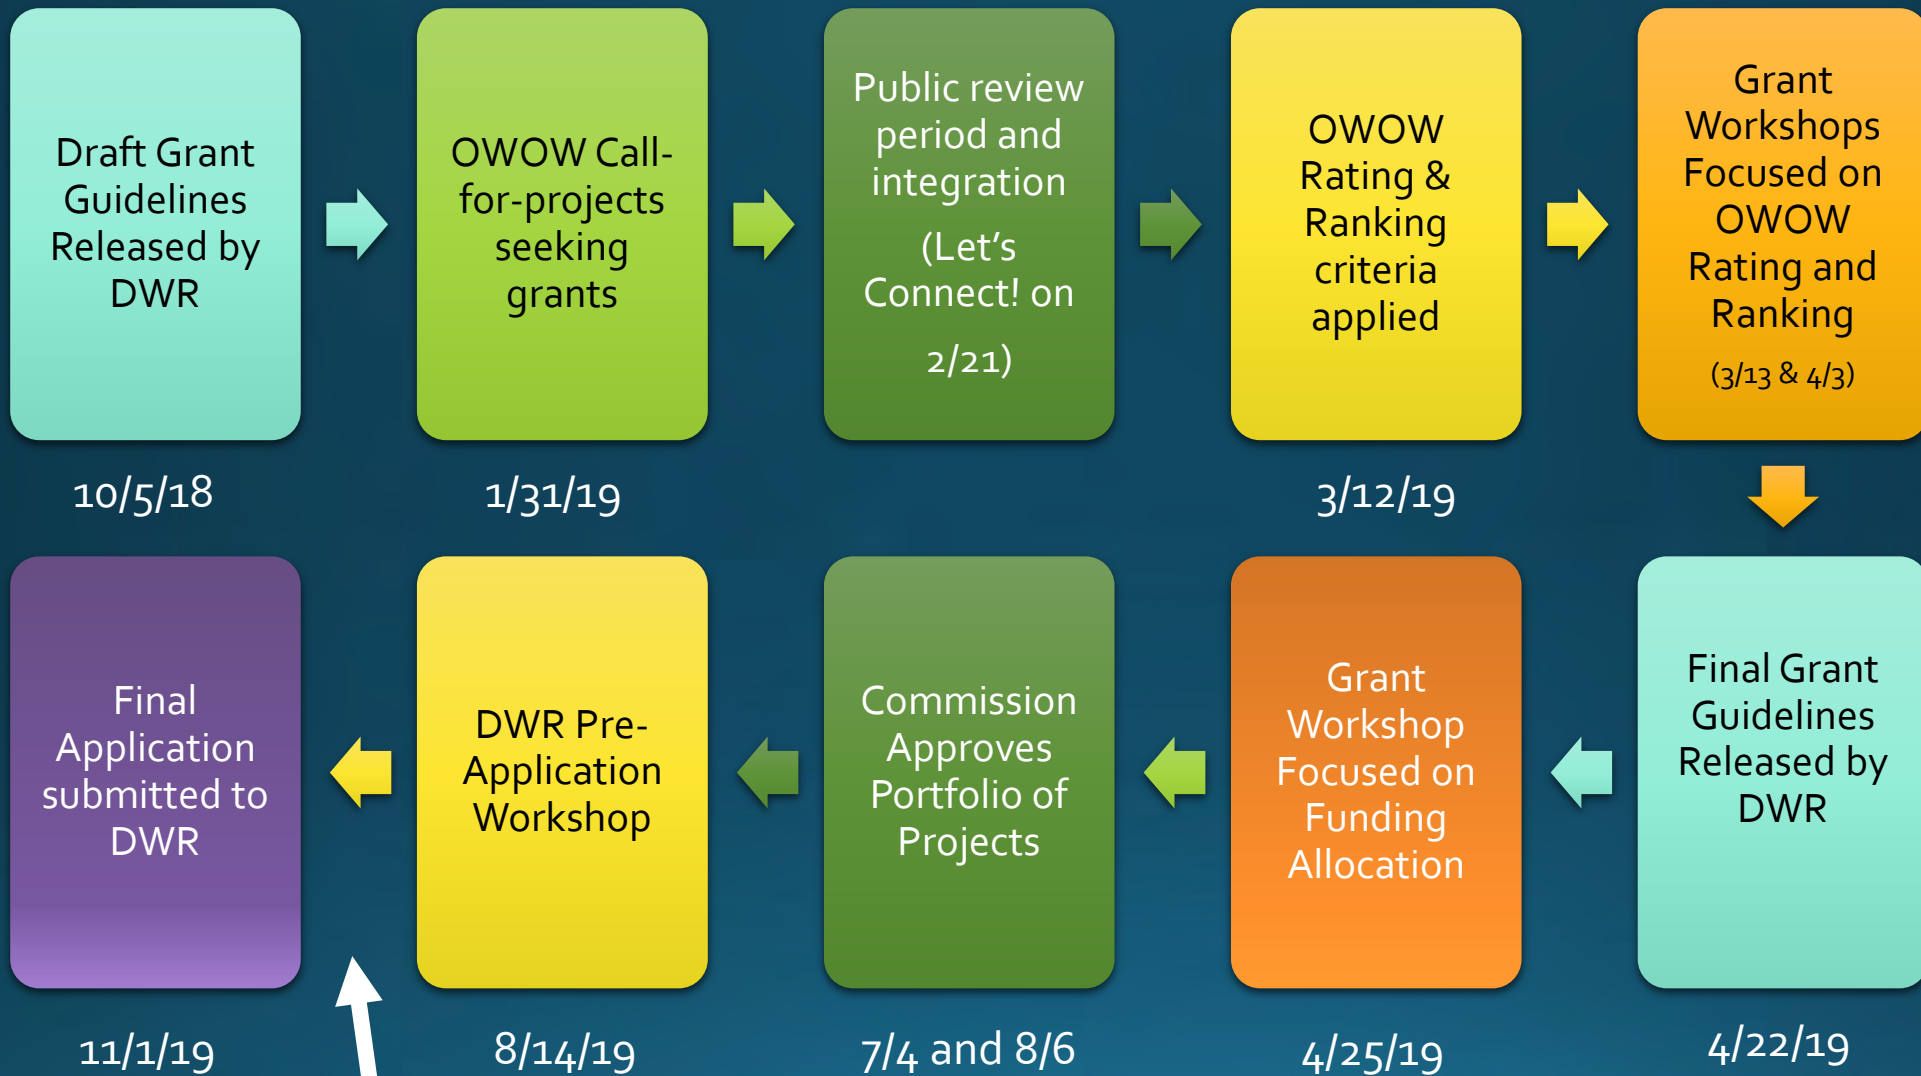 Draft Grant
Guidelines
Released by
DWR
OWOW Call-
for-projects
seeking
grants
Public review
period and
integration
(Let's
Connect! on
2/21)
OWOW
Rating &
Ranking
criteria
applied
Grant
Workshops
Focused on
OWOW
Rating and
Ranking
(3/13 & 4/3)
10/5/18
1/31/19
3/12/19
Final
Application
submitted to
DWR
DWR Pre-
Application
Workshop
Commission
Approves
Portfolio of
Projects
Grant
Workshop
Focused on
Funding
Allocation
Final Grant
Guidelines
Released by
DWR
11/1/19
8/14/19
7/4 and 8/6
4/25/19
4/22/19